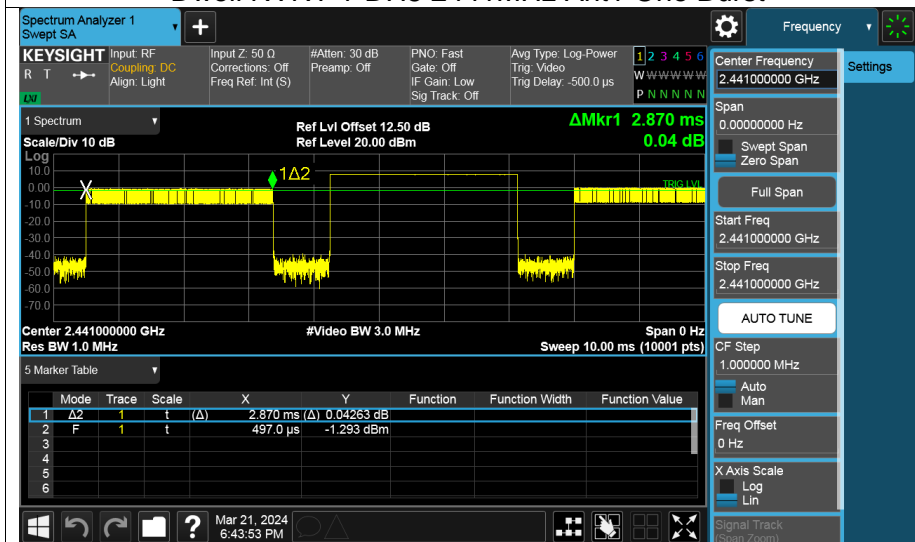 Spectrum Analyzer 1
Swept SA
+
Frequency
KEYSIGHT
R T
LXI
Input: RF
Coupling: DC
Align: Light
Input Z: 50 Ω
Corrections: Off
Freq Ref: Int (S)
#Atten: 30 dB
Preamp: Off
PNO: Fast
Gate: Off
IF Gain: Low
Sig Track: Off
Avg Type: Log-Power
Trig: Video
Trig Delay: -500.0 µs
1 2 3 4 5 6
W W W W W W
P N N N N N
1 Spectrum
Scale/Div 10 dB
Ref Lvl Offset 12.50 dB
Ref Level 20.00 dBm
ΔMkr1 2.870 ms
0.04 dB
Log
10.0
0.00
-10.0
-20.0
-30.0
-40.0
-50.0
-60.0
-70.0
X
1Δ2
TRIG LVL
Center 2.441000000 GHz
Res BW 1.0 MHz
#Video BW 3.0 MHz
Span 0 Hz
Sweep 10.00 ms (10001 pts)
5 Marker Table
Mode Trace Scale X Y Function Function Width Function Value
1 Δ2 1 t (Δ) 2.870 ms (Δ) 0.04263 dB
2 F 1 t 497.0 µs -1.293 dBm
3
4
5
6
?
Mar 21, 2024
6:43:53 PM
Center Frequency
2.441000000 GHz
Settings
Span
0.00000000 Hz
Swept Span
Zero Span
Full Span
Start Freq
2.441000000 GHz
Stop Freq
2.441000000 GHz
AUTO TUNE
CF Step
1.000000 MHz
Auto
Man
Freq Offset
0 Hz
X Axis Scale
Log
Lin
Signal Track
(Span Zoom)